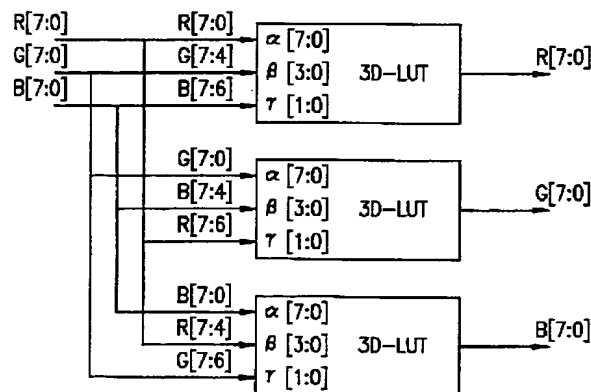 R[7:0] R[7:0] α [7:0] R[7:0]
G[7:0] G[7:4] β [3:0] 3D-LUT
B[7:0] B[7:6] γ [1:0]
G[7:0] α [7:0] G[7:0]
B[7:4] β [3:0] 3D-LUT
R[7:6] γ [1:0]
B[7:0] α [7:0] B[7:0]
R[7:4] β [3:0] 3D-LUT
G[7:6] γ [1:0]